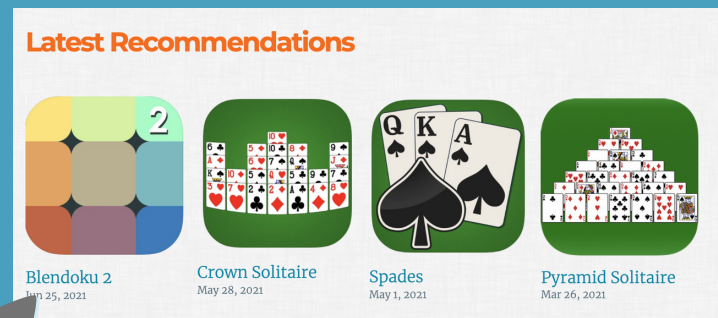 Latest Recommendations
2
Q K A
Blendoku 2
Jun 25, 2021
Crown Solitaire
May 28, 2021
Spades
May 1, 2021
Pyramid Solitaire
Mar 26, 2021